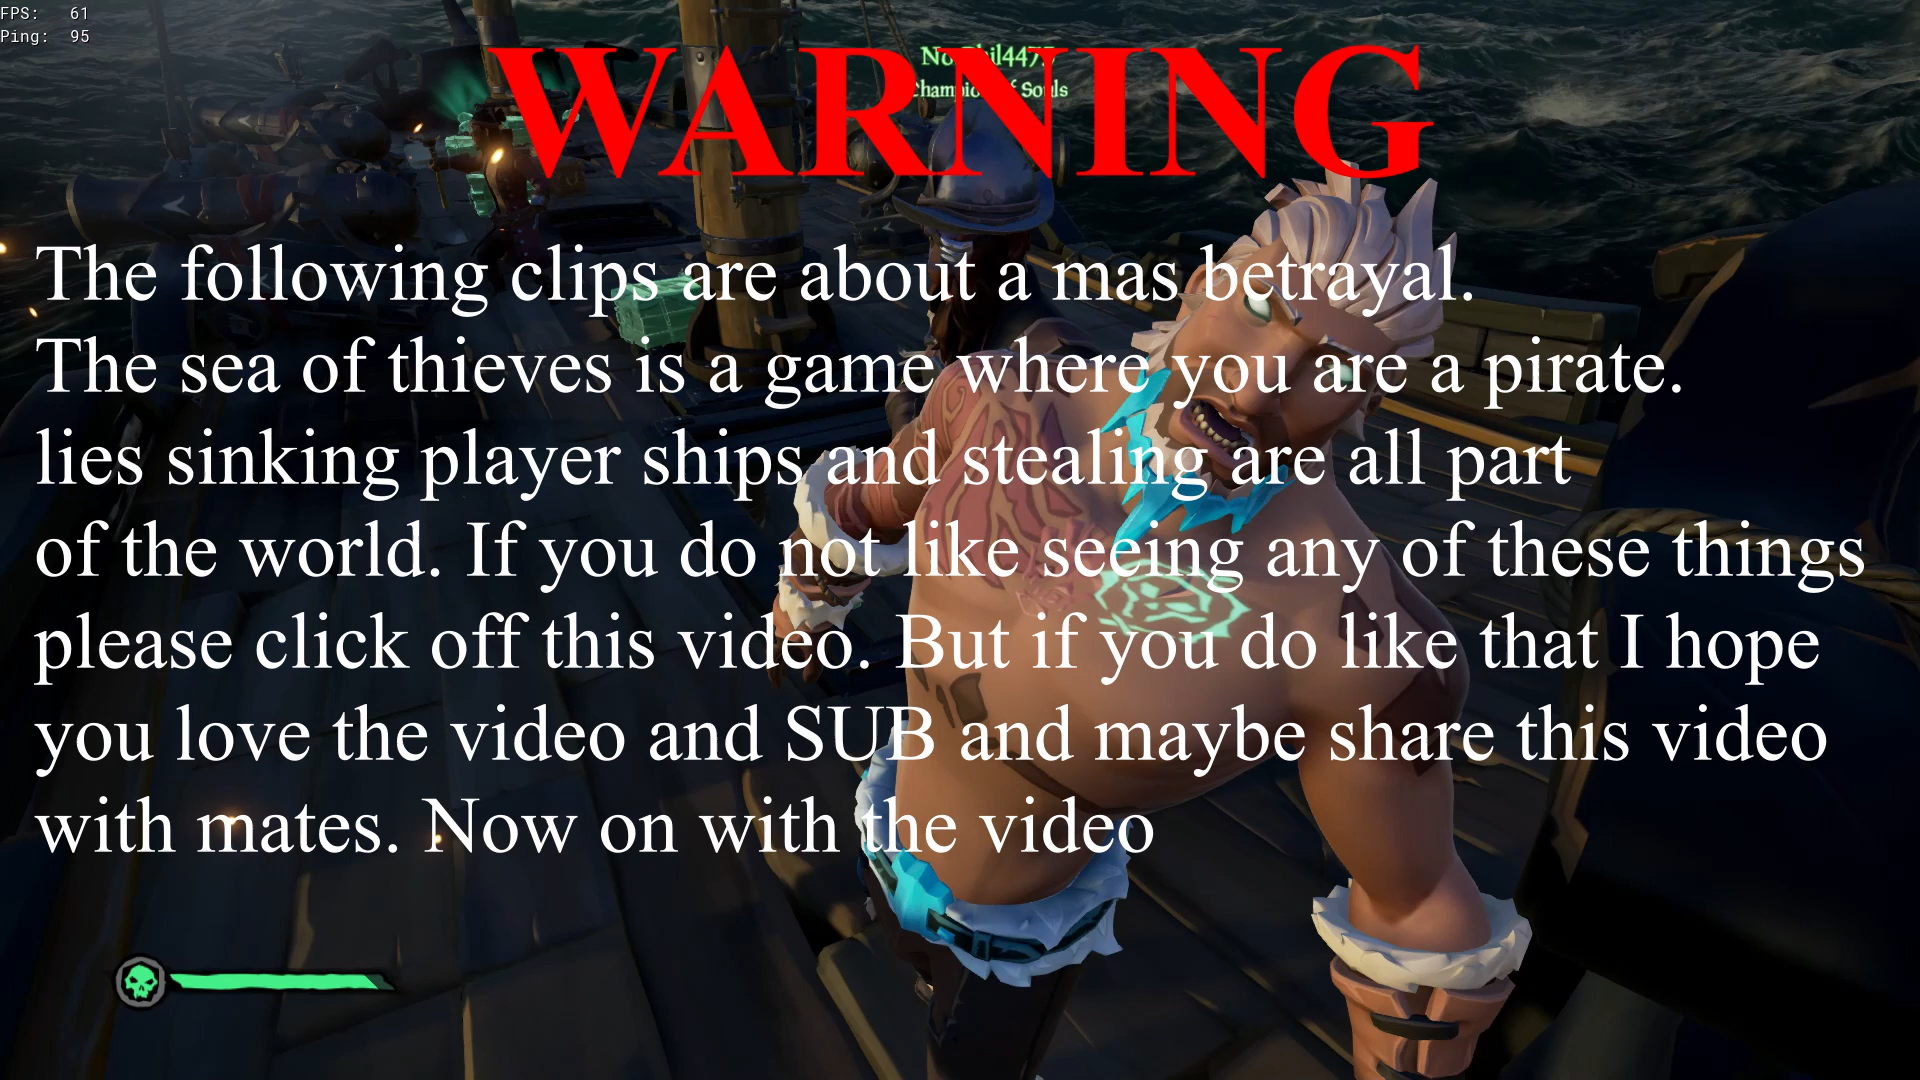 FPS: 61
Ping: 95
WARNING
The following clips are about a mas betrayal.
The sea of thieves is a game where you are a pirate.
lies sinking player ships and stealing are all part
of the world. If you do not like seeing any of these things
please click off this video. But if you do like that I hope
you love the video and SUB and maybe share this video
with mates. Now on with the video